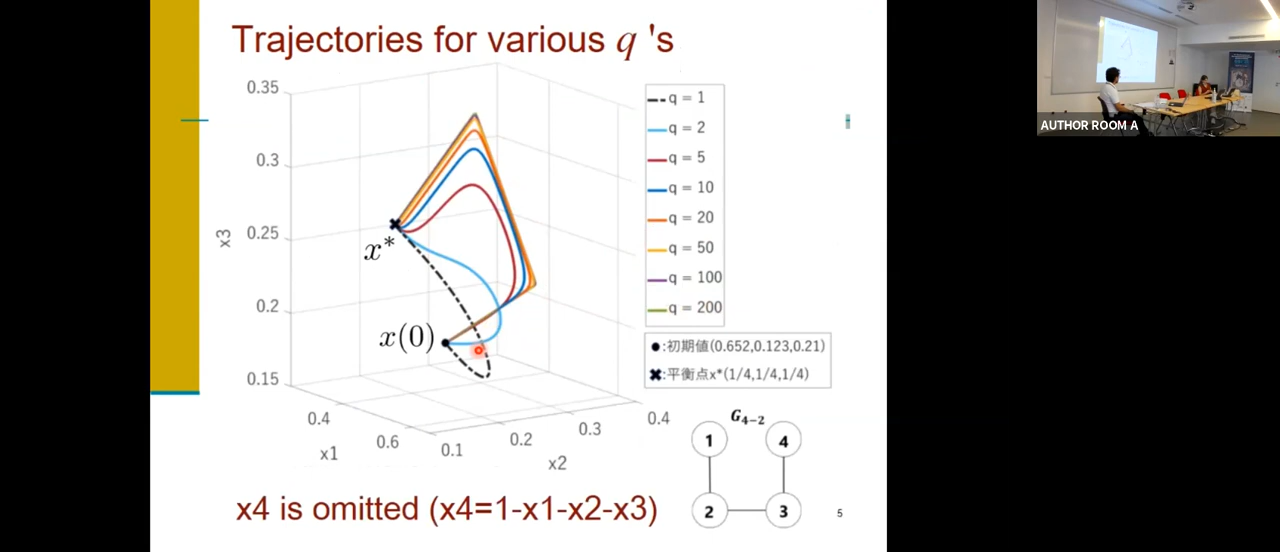 Trajectories for various q 's
0.35
0.3
0.25
0.2
0.15
x3
0.4
0.6
x1
0.1
0.2
0.3
0.4
x2
x*
x(0)
q = 1
q = 2
q = 5
q = 10
q = 20
q = 50
q = 100
q = 200
●:初期値(0.652,0.123,0.21)
✖:平衡点x*(1/4,1/4,1/4)
G4−2
1 4
2 3
x4 is omitted (x4=1-x1-x2-x3)
5
AUTHOR ROOM A